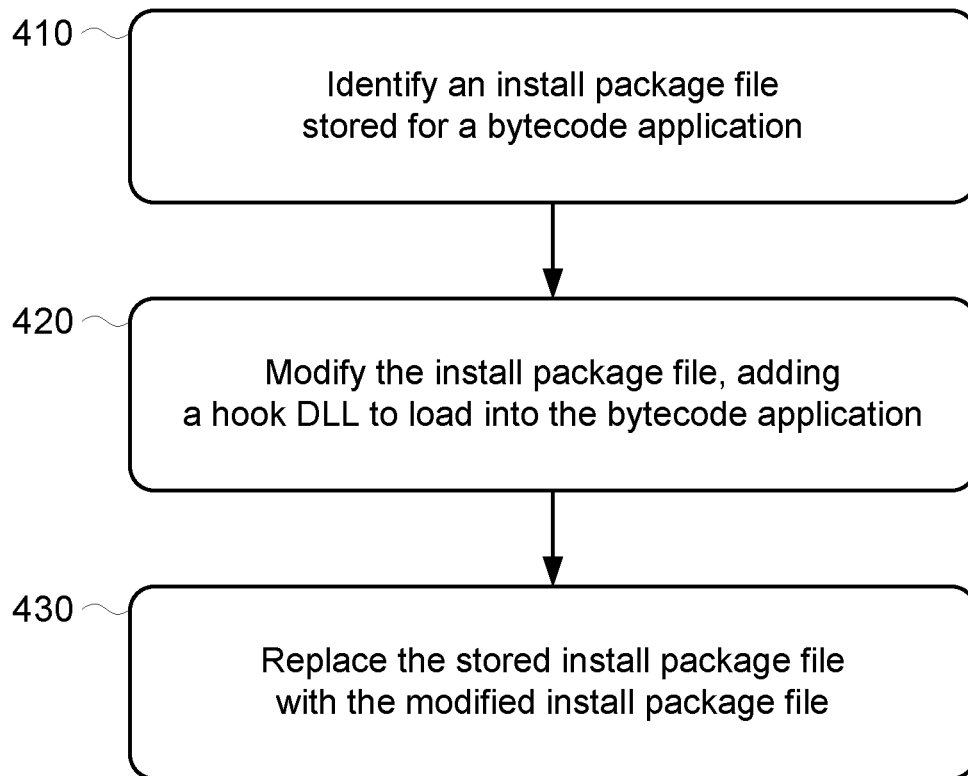 410
Identify an install package file
stored for a bytecode application
420
Modify the install package file, adding
a hook DLL to load into the bytecode application
430
Replace the stored install package file
with the modified install package file